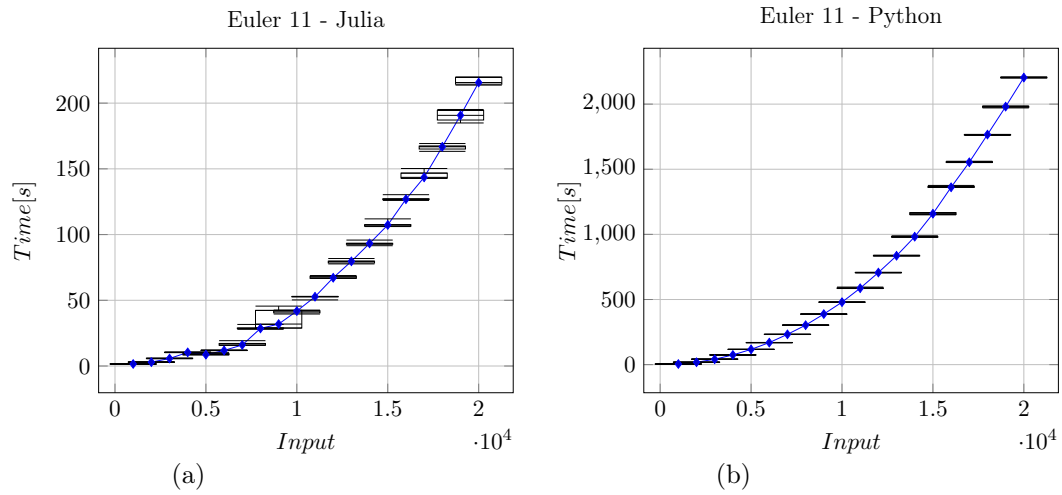 Euler 11 - Julia
200
150
100
50
0
Time[s]
0
0.5
1
1.5
2
·10^4
Input
(a)
Euler 11 - Python
2,000
1,500
1,000
500
0
Time[s]
0
0.5
1
1.5
2
·10^4
Input
(b)